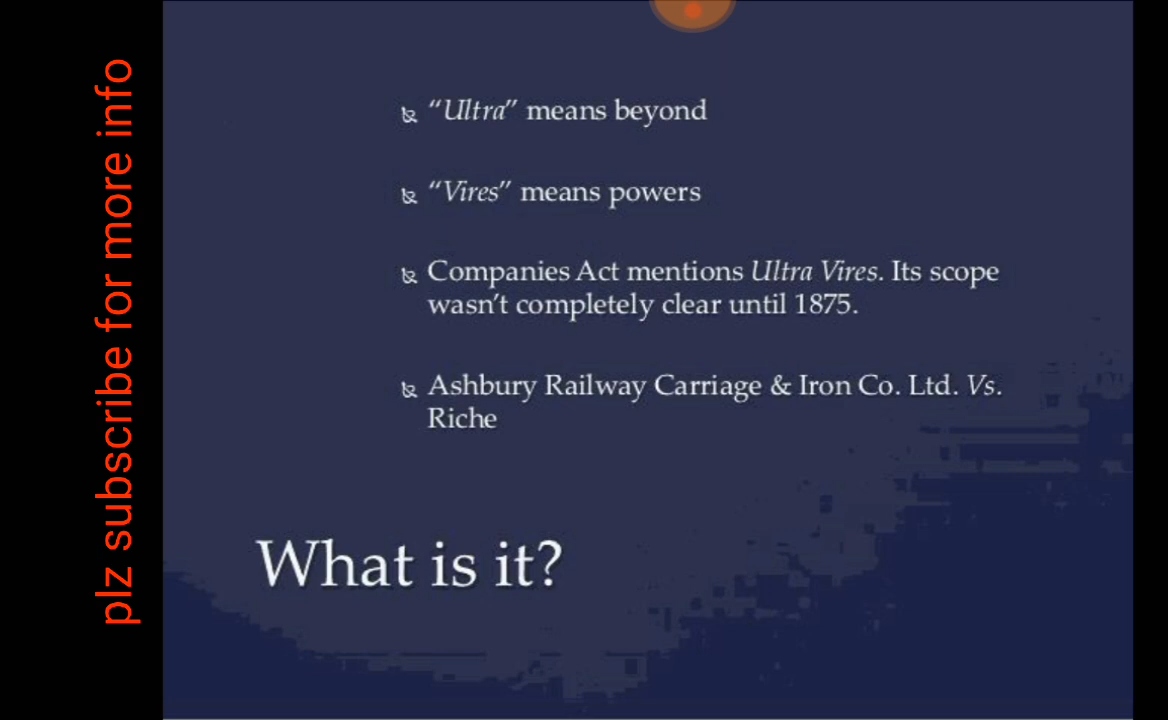 plz subscribe for more info
“Ultra” means beyond
“Vires” means powers
Companies Act mentions Ultra Vires. Its scope
wasn’t completely clear until 1875.
Ashbury Railway Carriage & Iron Co. Ltd. Vs.
Riche
What is it?